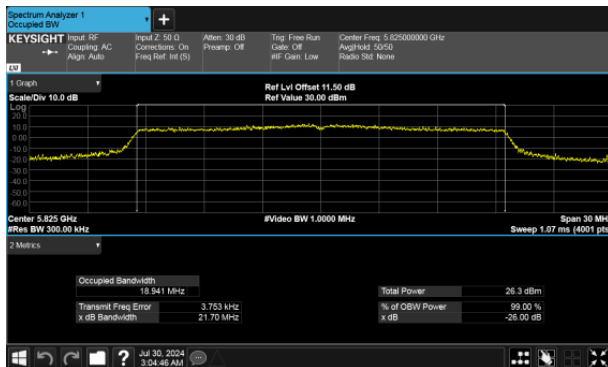 Spectrum Analyzer 1
Occupied BW
+
KEYSIGHT Input: RF Input Z: 50 Ω Atten: 30 dB Trig: Free Run Center Freq: 5.825000000 GHz
Coupling: AC Corrections: On Preamp: Off Gate: Off Avg|Hold: 50/50
Align: Auto Freq Ref: Int (S) #IF Gain: Low Radio Std: None
LXI
1 Graph
Ref Lvl Offset 11.50 dB
Scale/Div 10.0 dB Ref Value 30.00 dBm
Log
20.0
10.0
0.00
-10.0
-20.0
-30.0
-40.0
-50.0
-60.0
Center 5.825 GHz #Video BW 1.0000 MHz Span 30 MH
#Res BW 300.00 kHz Sweep 1.07 ms (4001 pts
2 Metrics
Occupied Bandwidth
18.941 MHz Total Power 26.3 dBm
Transmit Freq Error 3.753 kHz % of OBW Power 99.00 %
x dB Bandwidth 21.70 MHz x dB -26.00 dB
? Jul 30, 2024
3:04:46 AM